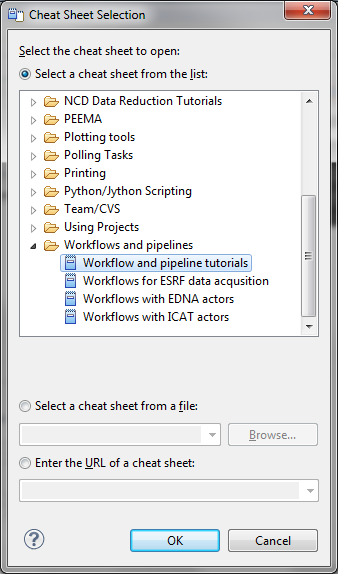 Cheat Sheet Selection
Select the cheat sheet to open:
Select a cheat sheet from the list:
NCD Data Reduction Tutorials
PEEMA
Plotting tools
Polling Tasks
Printing
Python/Jython Scripting
Team/CVS
Using Projects
Workflows and pipelines
Workflow and pipeline tutorials
Workflows for ESRF data acqusition
Workflows with EDNA actors
Workflows with ICAT actors
Select a cheat sheet from a file:
Browse...
Enter the URL of a cheat sheet:
?
OK
Cancel